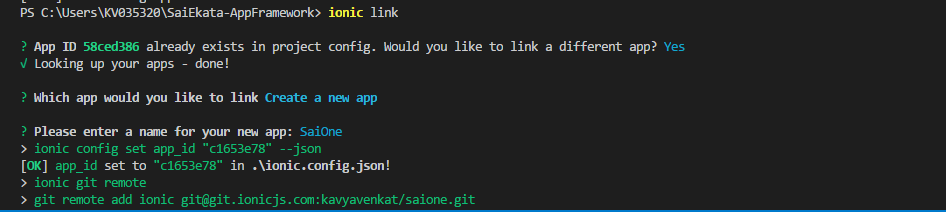 PS C:\Users\KV035320\SaiEkata-AppFramework> ionic link
? App ID 58ced386 already exists in project config. Would you like to link a different app? Yes
√ Looking up your apps - done!
? Which app would you like to link Create a new app
? Please enter a name for your new app: SaiOne
> ionic config set app_id "c1653e78" --json
[OK] app_id set to "c1653e78" in .\ionic.config.json!
> ionic git remote
> git remote add ionic git@git.ionicjs.com:kavyavenkat/saione.git